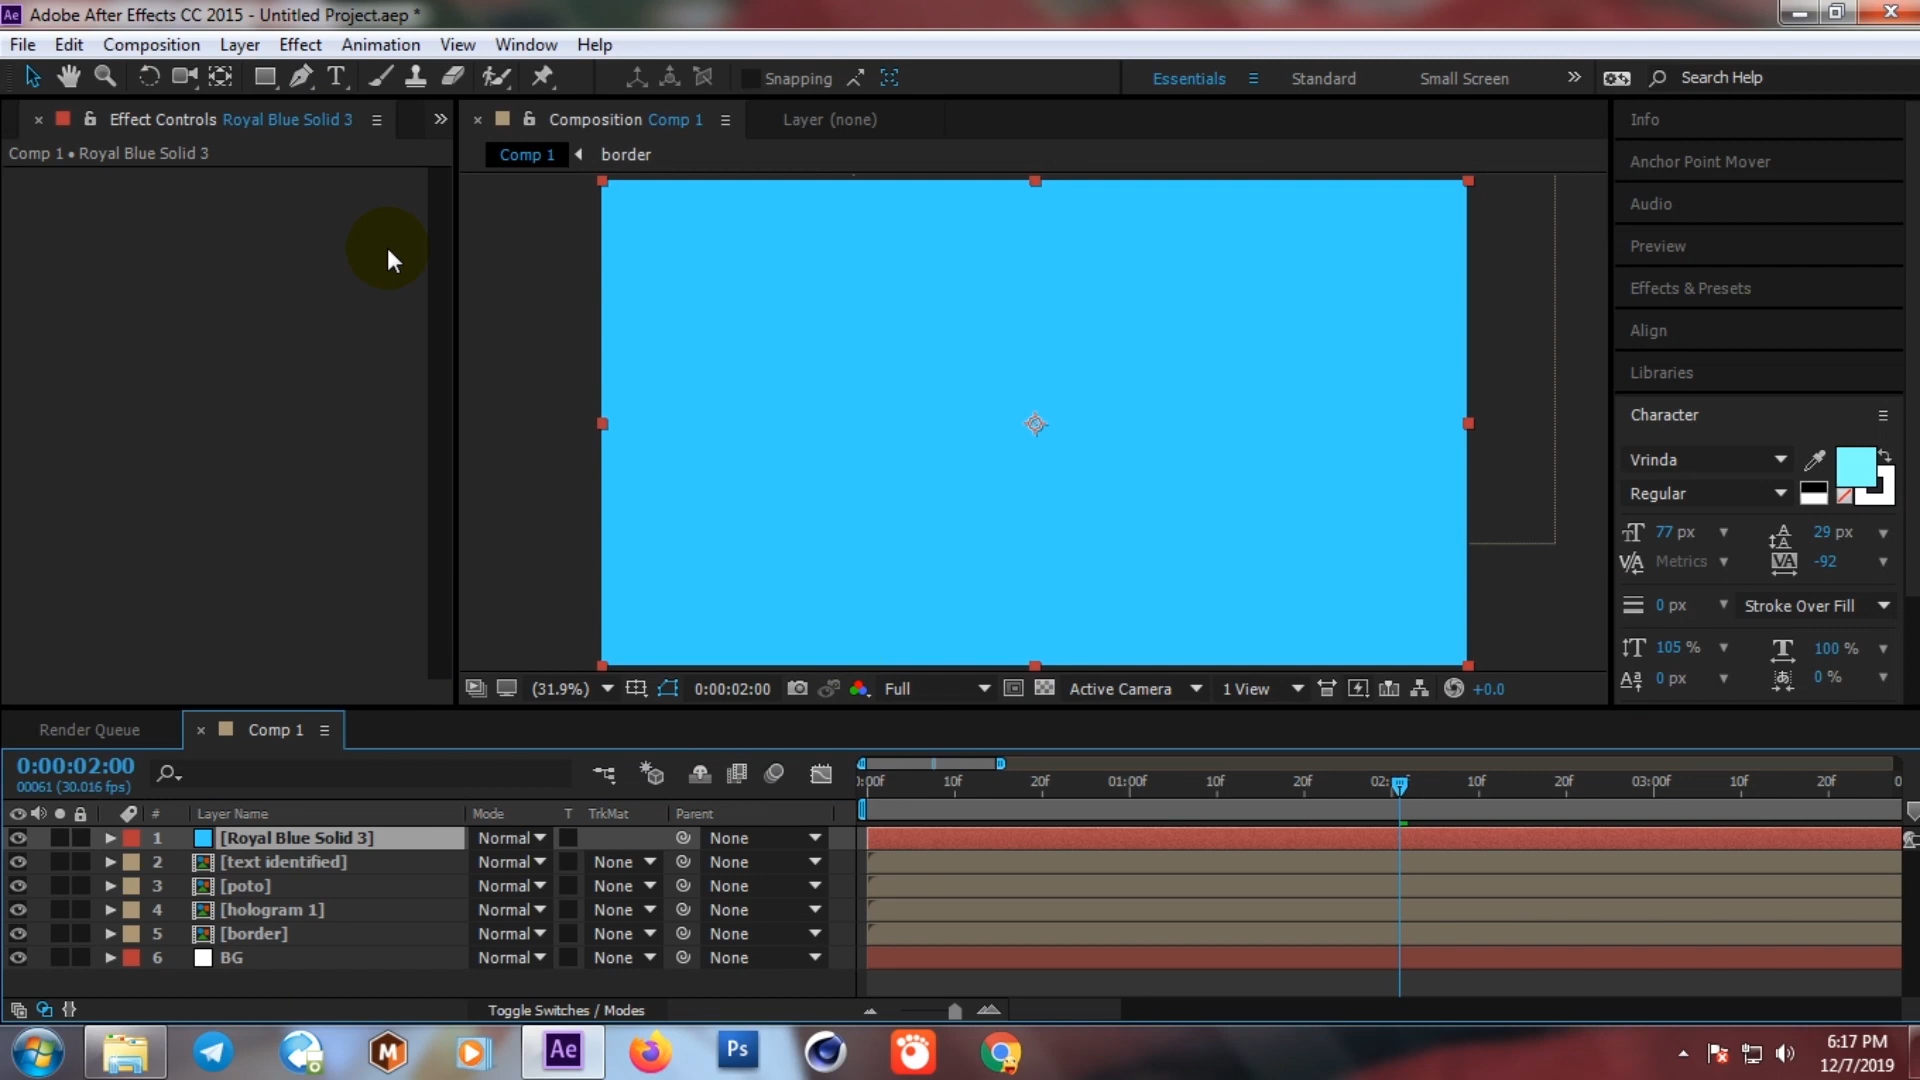 Ae Adobe After Effects CC 2015 - Untitled Project.aep *
File Edit Composition Layer Effect Animation View Window Help
T Snapping Essentials Standard Small Screen Search Help
Effect Controls Royal Blue Solid 3
Composition Comp 1 Layer (none)
Comp 1 • Royal Blue Solid 3
Comp 1 border
Info
Anchor Point Mover
Audio
Preview
Effects & Presets
Align
Libraries
Character
Vrinda
Regular
77 px 29 px
Metrics -92
0 px Stroke Over Fill
105 % 100 %
0 px 0 %
(31.9%) 0:00:02:00 Full Active Camera 1 View +0.0
Render Queue Comp 1
0:00:02:00
00061 (30.016 fps)
):00f 10f 20f 01:00f 10f 20f 02: 10f 20f 03:00f 10f 20f 0
# Layer Name Mode T TrkMat Parent
1 [Royal Blue Solid 3] Normal None
2 [text identified] Normal None None
3 [poto] Normal None None
4 [hologram 1] Normal None None
5 [border] Normal None None
6 BG Normal None None
Toggle Switches / Modes
M Ae Ps
6:17 PM
12/7/2019